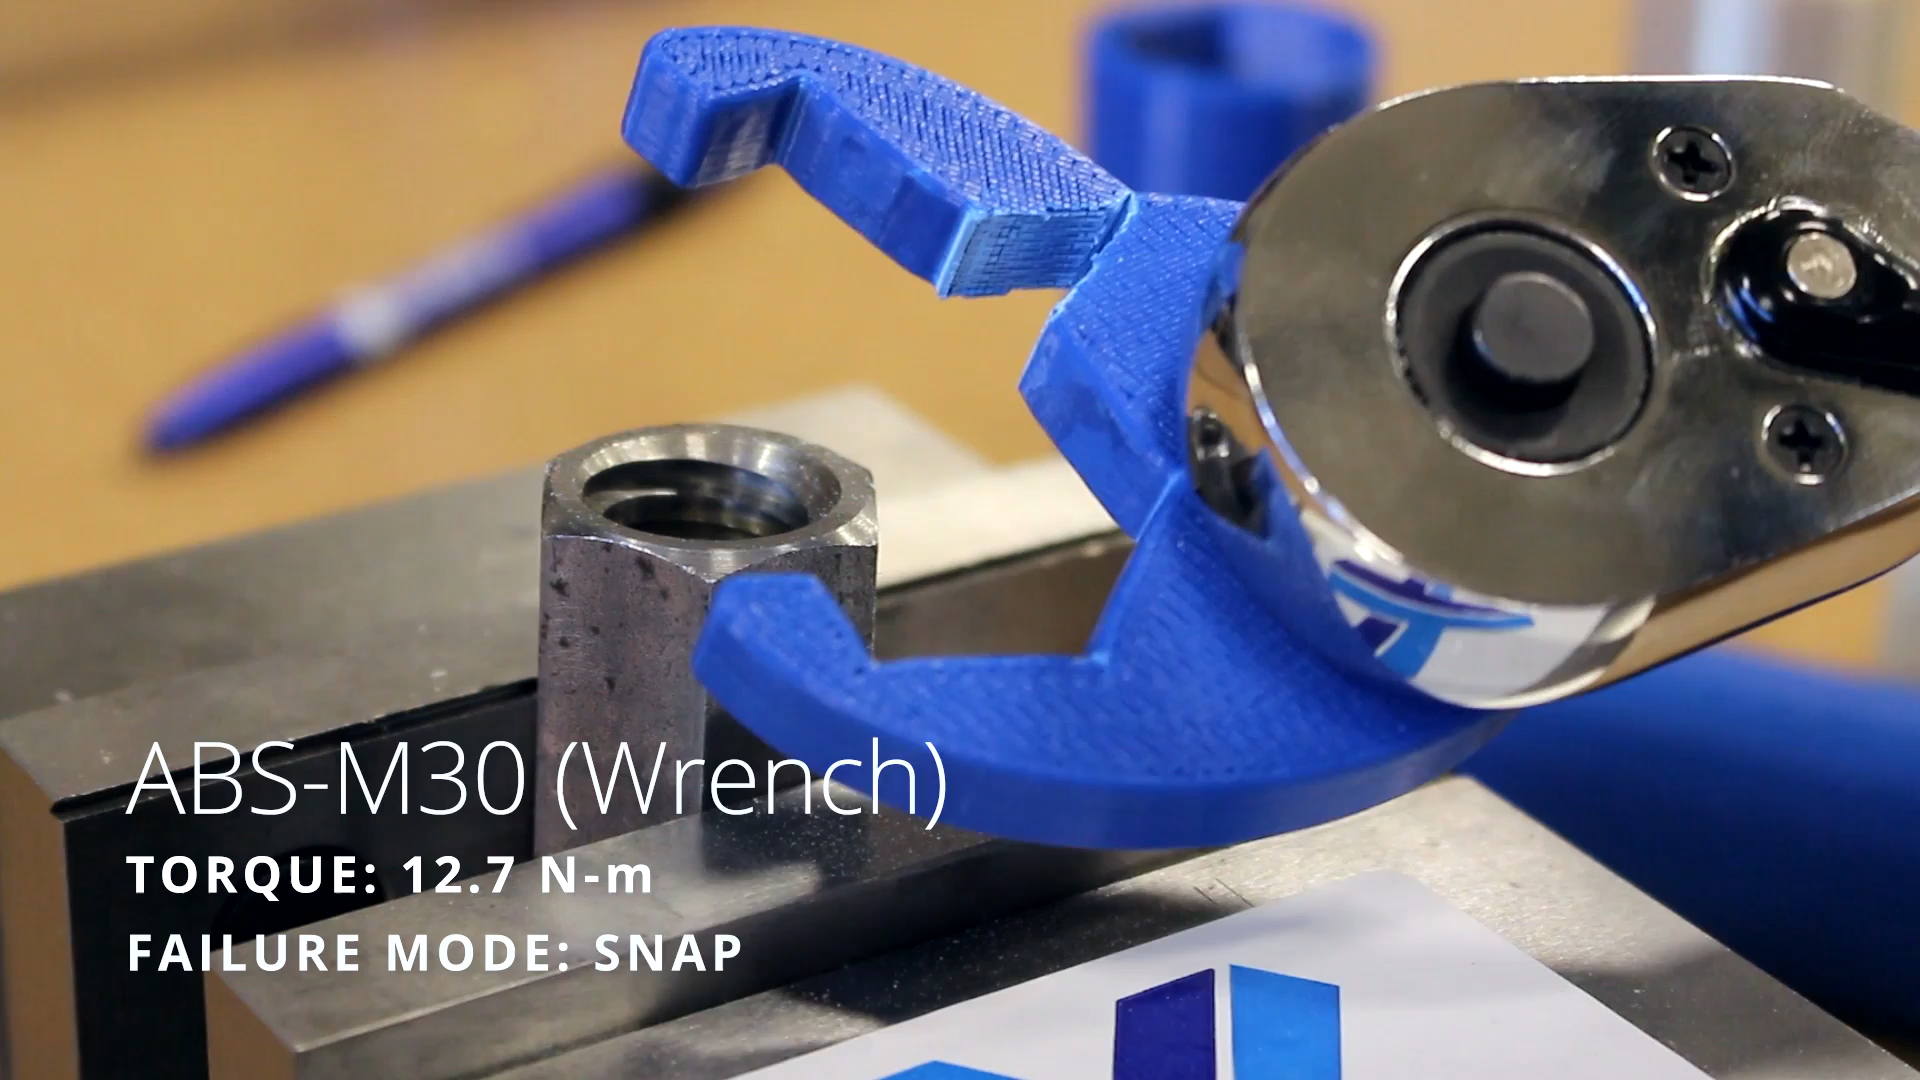 ABS-M30 (Wrench)
TORQUE: 12.7 N-m
FAILURE MODE: SNAP